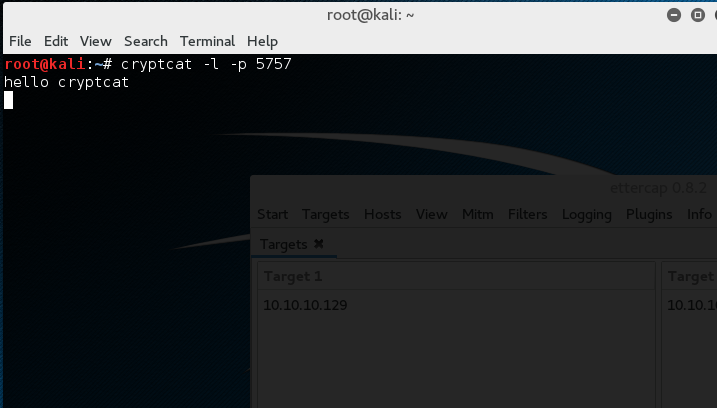 root@kali: ~
File Edit View Search Terminal Help
root@kali:~# cryptcat -l -p 5757
hello cryptcat
ettercap 0.8.2
Start Targets Hosts View Mitm Filters Logging Plugins Info
Targets ✖
Target 1 Target
10.10.10.129 10.10.1